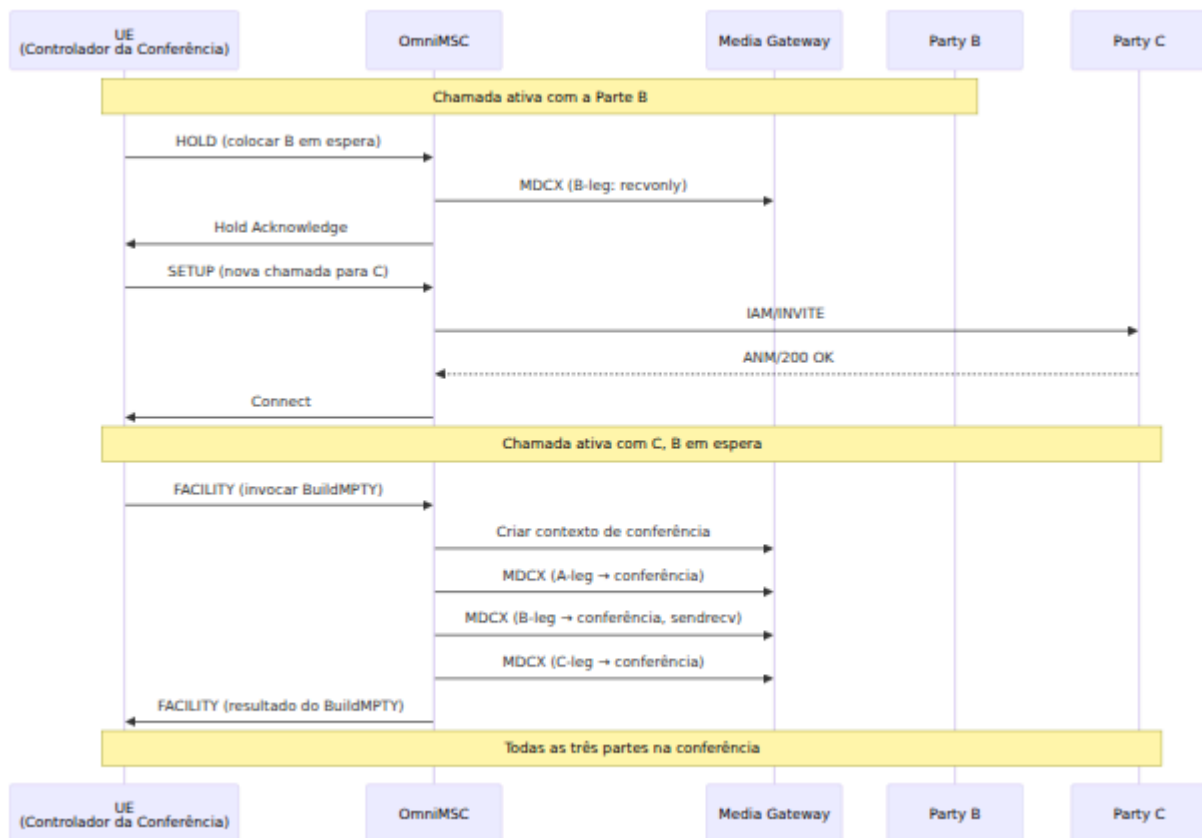 UE
(Controlador da Conferência)
OmniMSC
Media Gateway
Party B
Party C
Chamada ativa com a Parte B
HOLD (colocar B em espera)
MDCX (B-leg: recvonly)
Hold Acknowledge
SETUP (nova chamada para C)
IAM/INVITE
ANM/200 OK
Connect
Chamada ativa com C, B em espera
FACILITY (invocar BuildMPTY)
Criar contexto de conferência
MDCX (A-leg → conferência)
MDCX (B-leg → conferência, sendrecv)
MDCX (C-leg → conferência)
FACILITY (resultado do BuildMPTY)
Todas as três partes na conferência
UE
(Controlador da Conferência)
OmniMSC
Media Gateway
Party B
Party C